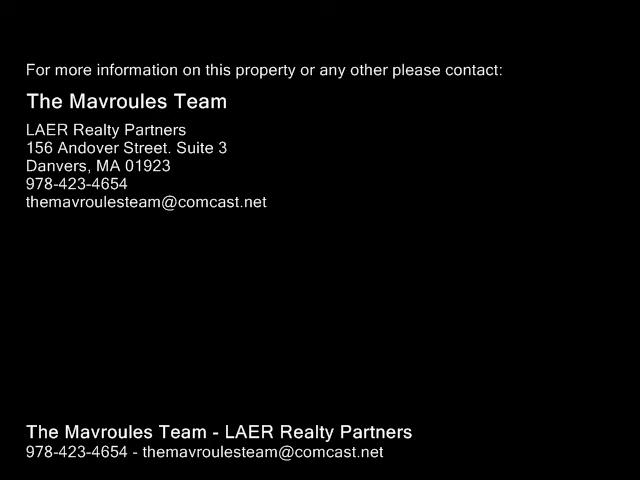 For more information on this property or any other please contact:
The Mavroules Team
LAER Realty Partners
156 Andover Street. Suite 3
Danvers, MA 01923
978-423-4654
themavroulesteam@comcast.net
The Mavroules Team - LAER Realty Partners
978-423-4654 - themavroulesteam@comcast.net